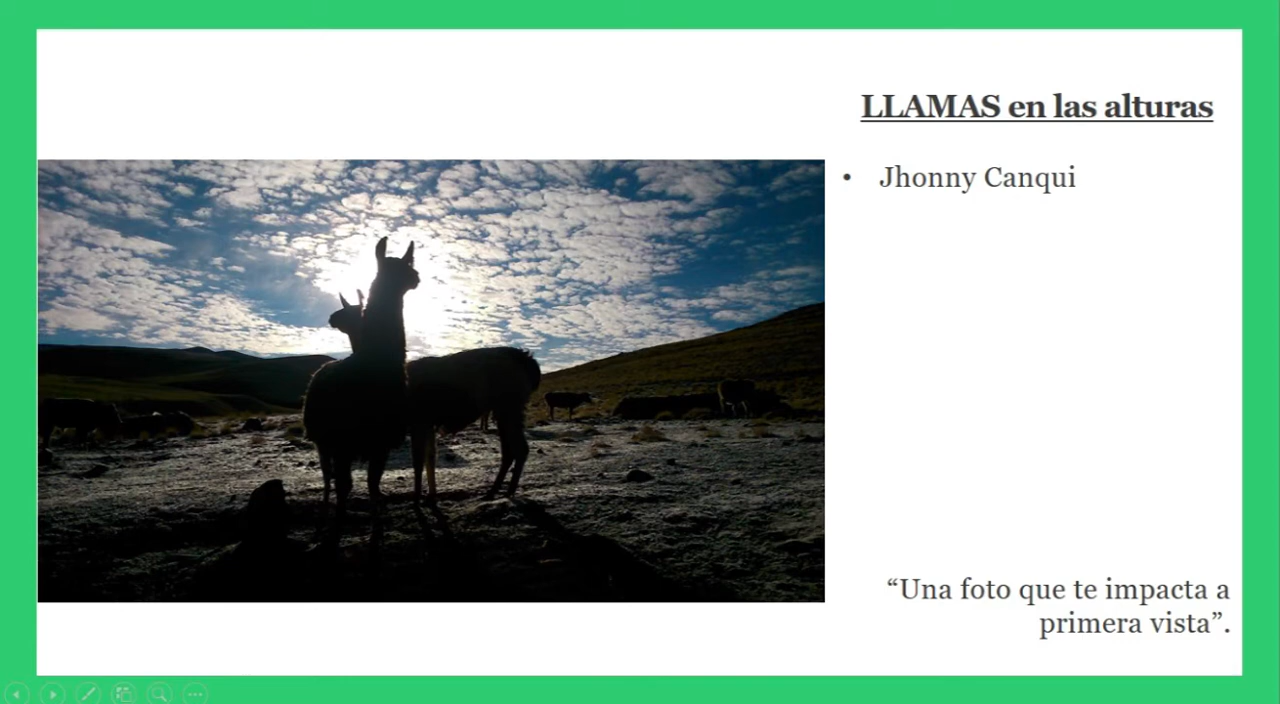 LLAMAS en las alturas
• Jhonny Canqui
“Una foto que te impacta a
primera vista”.